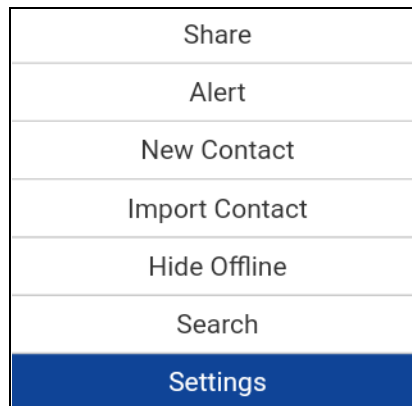 Share
Alert
New Contact
Import Contact
Hide Offline
Search
Settings